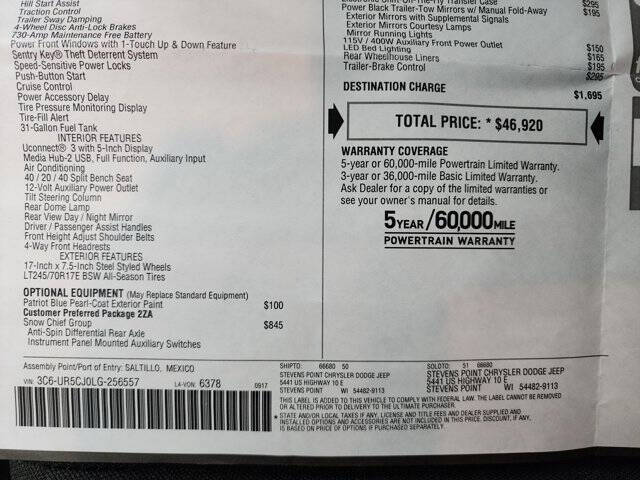 Hill Start Assist
Traction Control
Trailer Sway Damping
4-Wheel Disc Anti-Lock Brakes
730-Amp Maintenance Free Battery
Power Front Windows with 1-Touch Up & Down Feature
Sentry Key® Theft Deterrent System
Speed-Sensitive Power Locks
Push-Button Start
Cruise Control
Power Accessory Delay
Tire Pressure Monitoring Display
Tire-Fill Alert
31-Gallon Fuel Tank
INTERIOR FEATURES
Uconnect® 3 with 5-Inch Display
Media Hub-2 USB, Full Function, Auxiliary Input
Air Conditioning
40 / 20 / 40 Split Bench Seat
12-Volt Auxiliary Power Outlet
Tilt Steering Column
Rear Dome Lamp
Rear View Day / Night Mirror
Driver / Passenger Assist Handles
Front Height Adjust Shoulder Belts
4-Way Front Headrests
EXTERIOR FEATURES
17-Inch x 7.5-Inch Steel Styled Wheels
LT245/70R17E BSW All-Season Tires
OPTIONAL EQUIPMENT (May Replace Standard Equipment)
Patriot Blue Pearl-Coat Exterior Paint $100
Customer Preferred Package 2ZA
Snow Chief Group $845
Anti-Spin Differential Rear Axle
Instrument Panel Mounted Auxiliary Switches
Assembly Point/Port of Entry: SALTILLO, MEXICO
VIN: 3C6-UR5CJ0LG-256557 LA-VON: 6378 0917
Shift-On-The-Fly Transfer Case $295
Power Black Trailer-Tow Mirrors w/ Manual Fold-Away $195
Exterior Mirrors with Supplemental Signals
Exterior Mirrors Courtesy Lamps
Mirror Running Lights
115V / 400W Auxiliary Front Power Outlet
LED Bed Lighting $150
Rear Wheelhouse Liners $165
Trailer-Brake Control $195
$295
DESTINATION CHARGE $1,695
TOTAL PRICE: * $46,920
WARRANTY COVERAGE
5-year or 60,000-mile Powertrain Limited Warranty.
3-year or 36,000-mile Basic Limited Warranty.
Ask Dealer for a copy of the limited warranties or
see your owner's manual for details.
5YEAR/60,000MILE
POWERTRAIN WARRANTY
SHIPTO: 66680 50
STEVENS POINT CHRYSLER DODGE JEEP
5441 US HIGHWAY 10 E
STEVENS POINT WI 54482-9113
SOLDTO: 51 66680
STEVENS POINT CHRYSLER DODGE JEEP
5441 US HIGHWAY 10 E
STEVENS POINT WI 54482-9113
THIS LABEL IS ADDED TO THIS VEHICLE TO COMPLY WITH FEDERAL LAW. THE LABEL CANNOT BE REMOVED
OR ALTERED PRIOR TO DELIVERY TO THE ULTIMATE PURCHASER.
* STATE AND/OR LOCAL TAXES IF ANY, LICENSE AND TITLE FEES AND DEALER SUPPLIED AND
INSTALLED OPTIONS AND ACCESSORIES ARE NOT INCLUDED IN THIS PRICE. DISCOUNT, IF ANY,
IS BASED ON PRICE OF OPTIONS IF PURCHASED SEPARATELY.